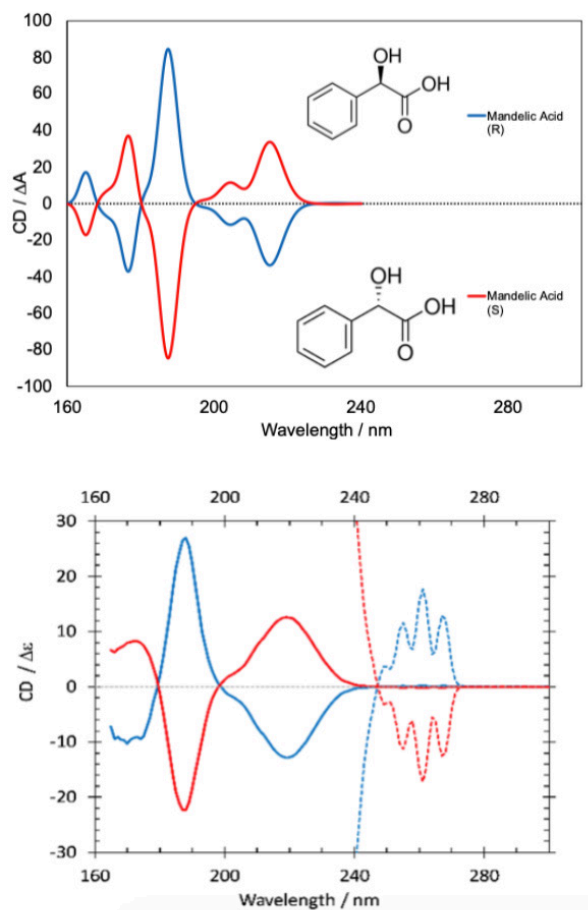 100
80
60
40
20
0
-20
-40
-60
-80
-100
CD / ΔA
OH
OH
O
Mandelic Acid
(R)
OH
OH
O
Mandelic Acid
(S)
160
200
240
280
Wavelength / nm
160
200
240
280
30
20
10
0
-10
-20
-30
CD / Δε
160
200
240
280
Wavelength / nm